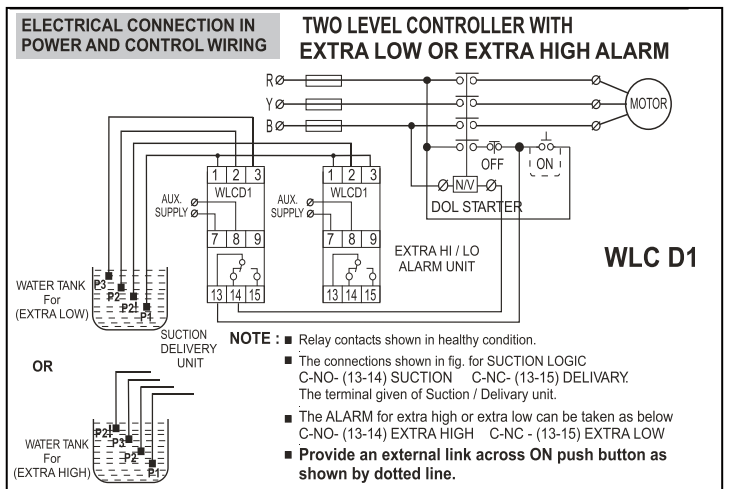 ELECTRICAL CONNECTION IN
POWER AND CONTROL WIRING
TWO LEVEL CONTROLLER WITH
EXTRA LOW OR EXTRA HIGH ALARM
R
Y
B
MOTOR
OFF
ON
N/V
DOL STARTER
1 2 3
WLCD1
AUX.
SUPPLY
7 8 9
13 14 15
1 2 3
WLCD1
AUX.
SUPPLY
7 8 9
13 14 15
EXTRA HI / LO
ALARM UNIT
WLC D1
WATER TANK
For
(EXTRA LOW)
P3
P2
P2!
P1
SUCTION
DELIVERY
UNIT
OR
WATER TANK
For
(EXTRA HIGH)
P2!
P3
P2
P1
NOTE : ■ Relay contacts shown in healthy condition.
■ The connections shown in fig. for SUCTION LOGIC
C-NO- (13-14) SUCTION C-NC- (13-15) DELIVARY.
The terminal given of Suction / Delivary unit.
■ The ALARM for extra high or extra low can be taken as below
C-NO- (13-14) EXTRA HIGH C-NC - (13-15) EXTRA LOW
■ Provide an external link across ON push button as
shown by dotted line.